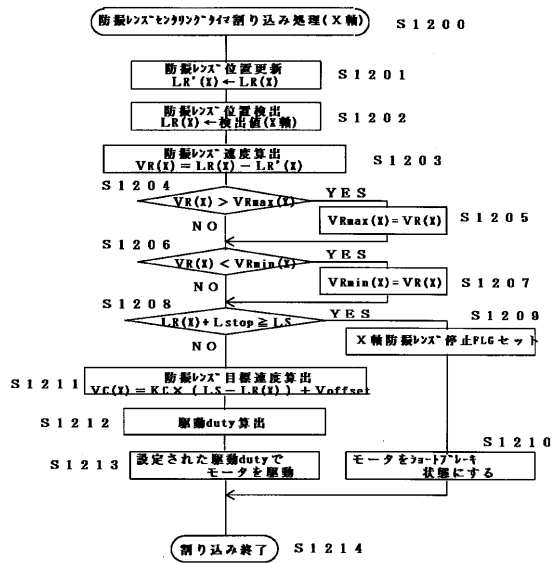 防振ﾚﾝｽﾞｾﾝﾀﾘﾝｸﾞﾀｲﾏ割り込み処理(X軸)
S1200
防振ﾚﾝｽﾞ位置更新
LR'(X)←LR(X)
S1201
防振ﾚﾝｽﾞ位置検出
LR(X)←検出値(X軸)
S1202
防振ﾚﾝｽﾞ速度算出
VR(X)=LR(X)-LR'(X)
S1203
S1204
VR(X)>VRmax(X)
YES
NO
VRmax(X)=VR(X)
S1205
S1206
VR(X)<VRmin(X)
YES
NO
VRmin(X)=VR(X)
S1207
S1208
LR(X)+Lstop≧LS
YES
NO
S1209
X軸防振ﾚﾝｽﾞ停止FLGセット
S1211
防振ﾚﾝｽﾞ目標速度算出
VC(X)=KC×(LS-LR(X))+Voffset
S1212
駆動duty算出
S1213
設定された駆動dutyで
モータを駆動
S1210
モータをｼｮｰﾄﾌﾞﾚｰｷ
状態にする
割り込み終了
S1214